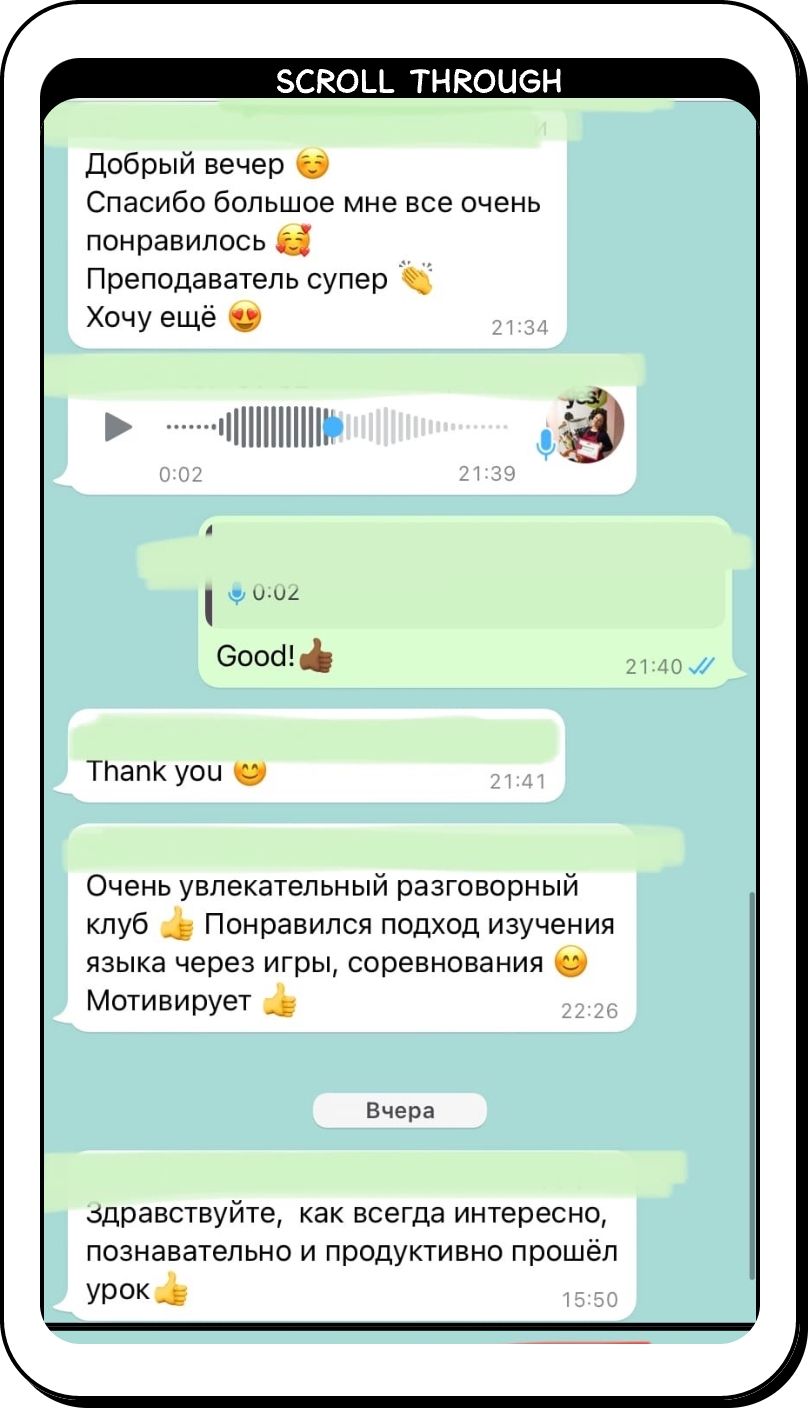 SCROLL THROUGH
Добрый вечер ☺️
Спасибо большое мне все очень
понравилось 🥰
Преподаватель супер 👏
Хочу ещё 😍
21:34
0:02 21:39
0:02
Good!👍🏾
21:40
Thank you 😊
21:41
Очень увлекательный разговорный
клуб 👍 Понравился подход изучения
языка через игры, соревнования 😊
Мотивирует 👍
22:26
Вчера
Здравствуйте,  как всегда интересно,
познавательно и продуктивно прошёл
урок👍
15:50